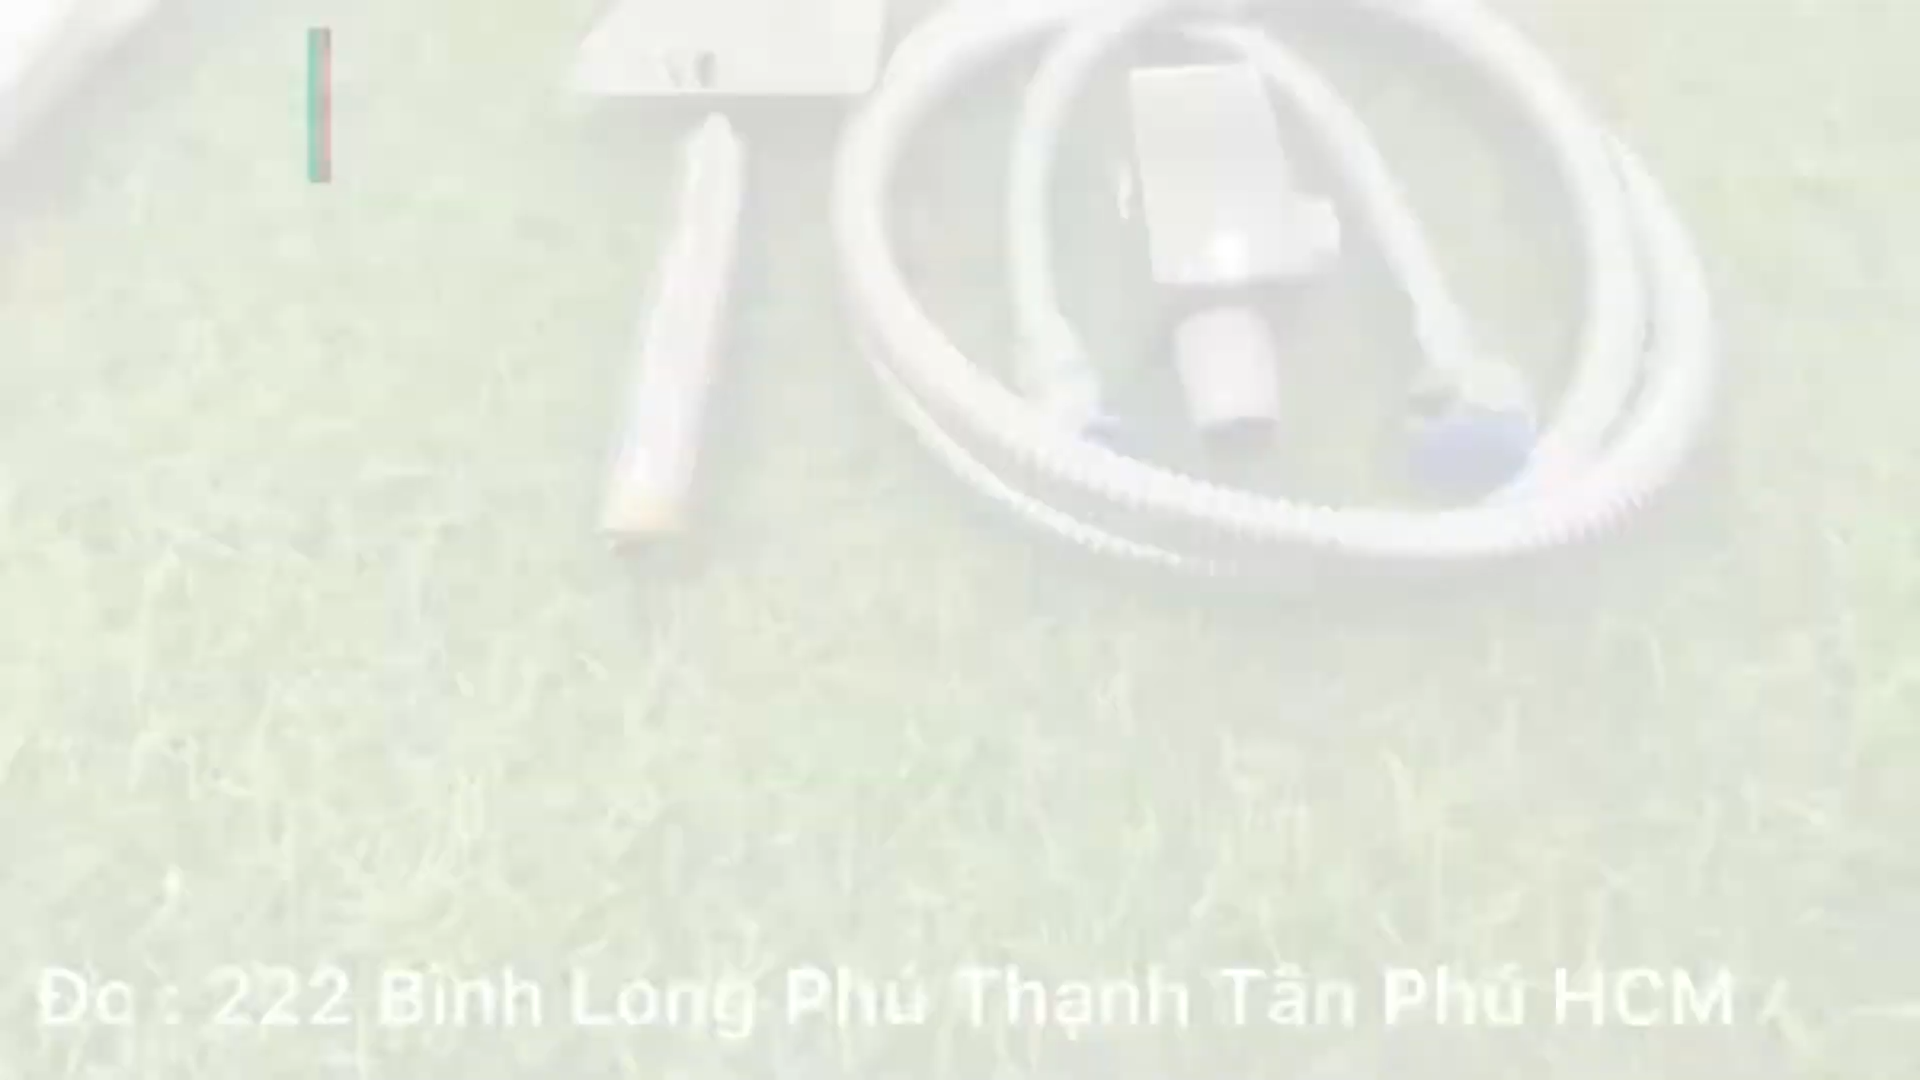 Đc : 222 Bình Long Phú Thạnh Tân Phú HCM